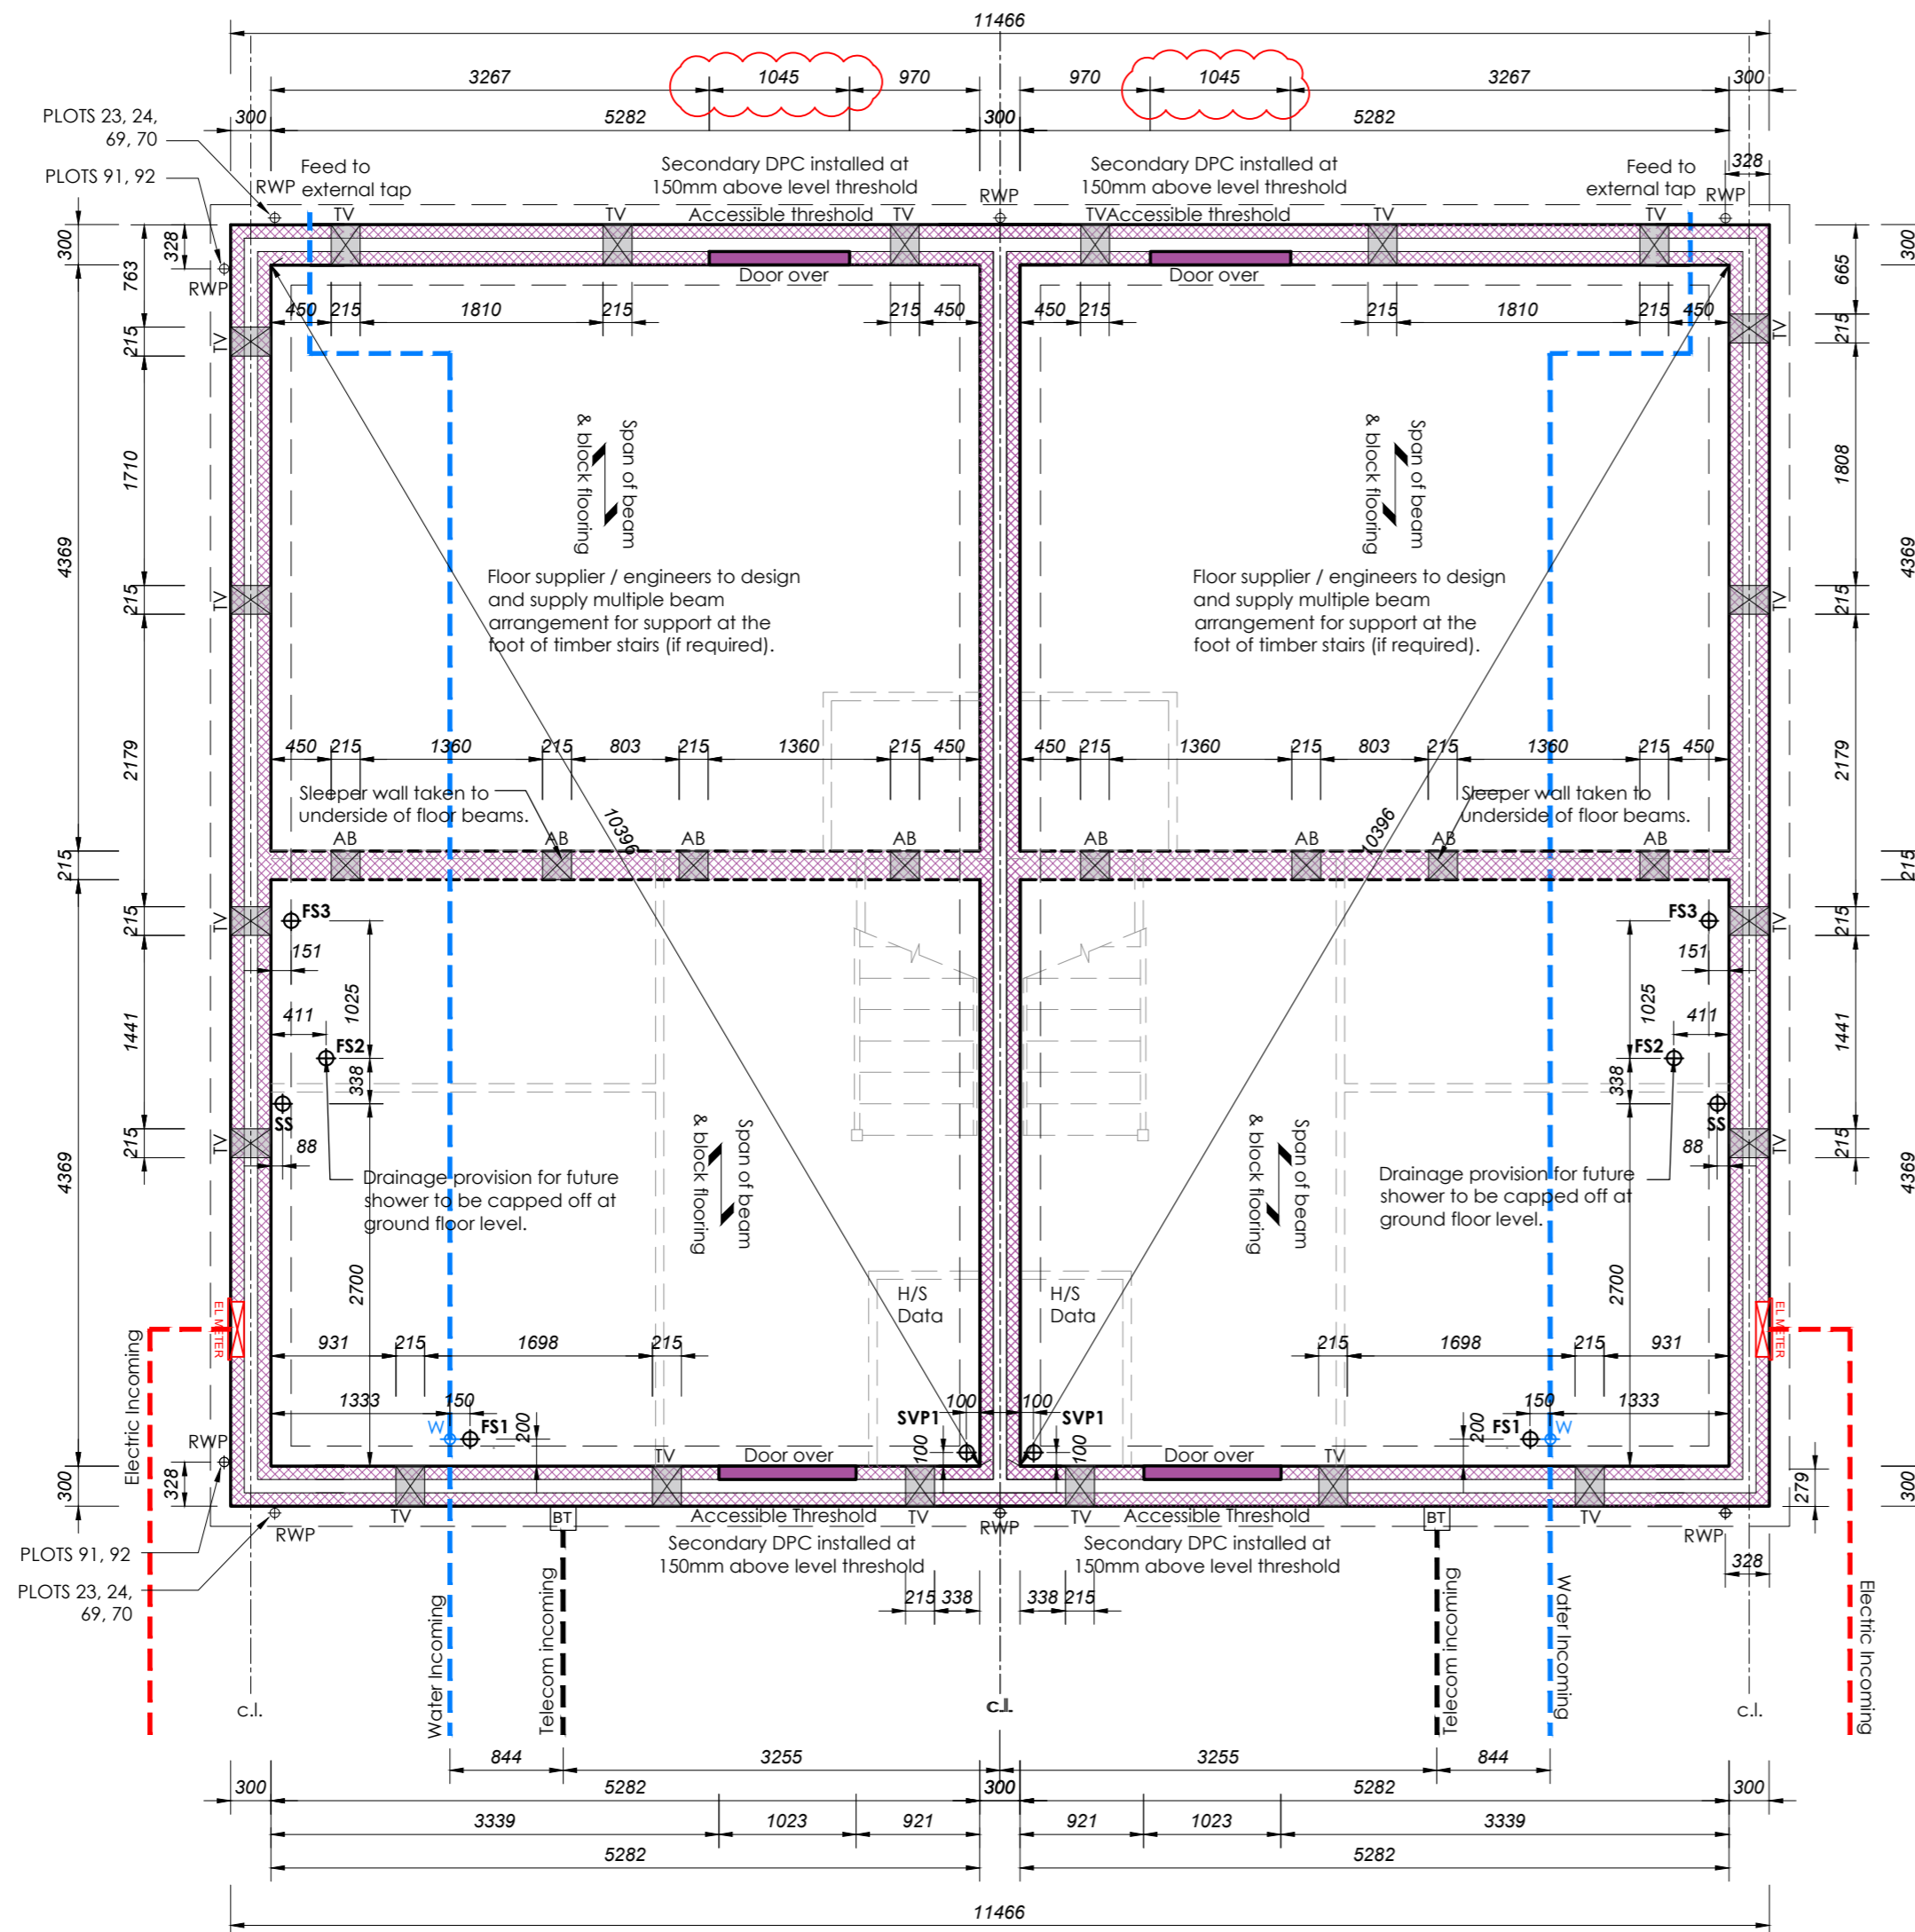 11466
3267
1045
970
970
1045
3267
300
300
5282
300
5282
PLOTS 23, 24,
69, 70
PLOTS 91, 92
RWP
Feed to
external tap
Secondary DPC installed at
150mm above level threshold
Accessible threshold
RWP
Secondary DPC installed at
150mm above level threshold
Accessible threshold
Feed to
external tap
RWP
328
TV
TV
TV
TV
TV
TV
300
328
763
RWP
Door over
Door over
665
300
450
215
1810
215
215
450
450
215
215
1810
215
450
215
TV
TV
215
1710
1808
4369
4369
Span of beam
& block flooring
Span of beam
& block flooring
Floor supplier / engineers to design
and supply multiple beam
arrangement for support at the
foot of timber stairs (if required).
Floor supplier / engineers to design
and supply multiple beam
arrangement for support at the
foot of timber stairs (if required).
215
TV
TV
215
2179
2179
450
215
1360
215
803
215
1360
215
450
450
215
1360
215
803
215
1360
215
450
Sleeper wall taken to
underside of floor beams.
10396
10396
Sleeper wall taken to
underside of floor beams.
AB
AB
AB
AB
AB
AB
AB
AB
215
215
215
TV
FS3
FS3
TV
215
151
151
1025
1025
411
411
1441
1441
FS2
FS2
338
338
SS
SS
215
TV
88
88
TV
215
4369
4369
Drainage provision for future
shower to be capped off at
ground floor level.
Drainage provision for future
shower to be capped off at
ground floor level.
Span of beam
& block flooring
Span of beam
& block flooring
2700
2700
H/S
Data
H/S
Data
EL METER
EL METER
Electric Incoming
931
215
1698
215
215
1698
215
931
1333
150
100
100
150
1333
W
FS1
200
SVP1
SVP1
200
FS1
W
100
100
RWP
328
300
TV
Door over
Door over
TV
279
300
TV
BT
Accessible Threshold
TV
RWP
TV
Accessible Threshold
BT
TV
RWP
RWP
PLOTS 91, 92
PLOTS 23, 24,
69, 70
Secondary DPC installed at
150mm above level threshold
Secondary DPC installed at
150mm above level threshold
328
215
338
338
215
Water Incoming
Telecom incoming
Telecom incoming
Water Incoming
Electric Incoming
c.l.
c.l.
c.l.
844
3255
3255
844
300
5282
300
5282
300
3339
1023
921
921
1023
3339
5282
5282
11466